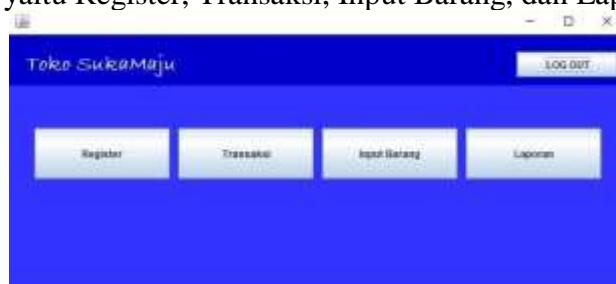 yaitu Register, Transaksi, Input Barang, dan Lap
Toko SukaMaju
LOG OUT
Register
Transaksi
Input Barang
Laporan